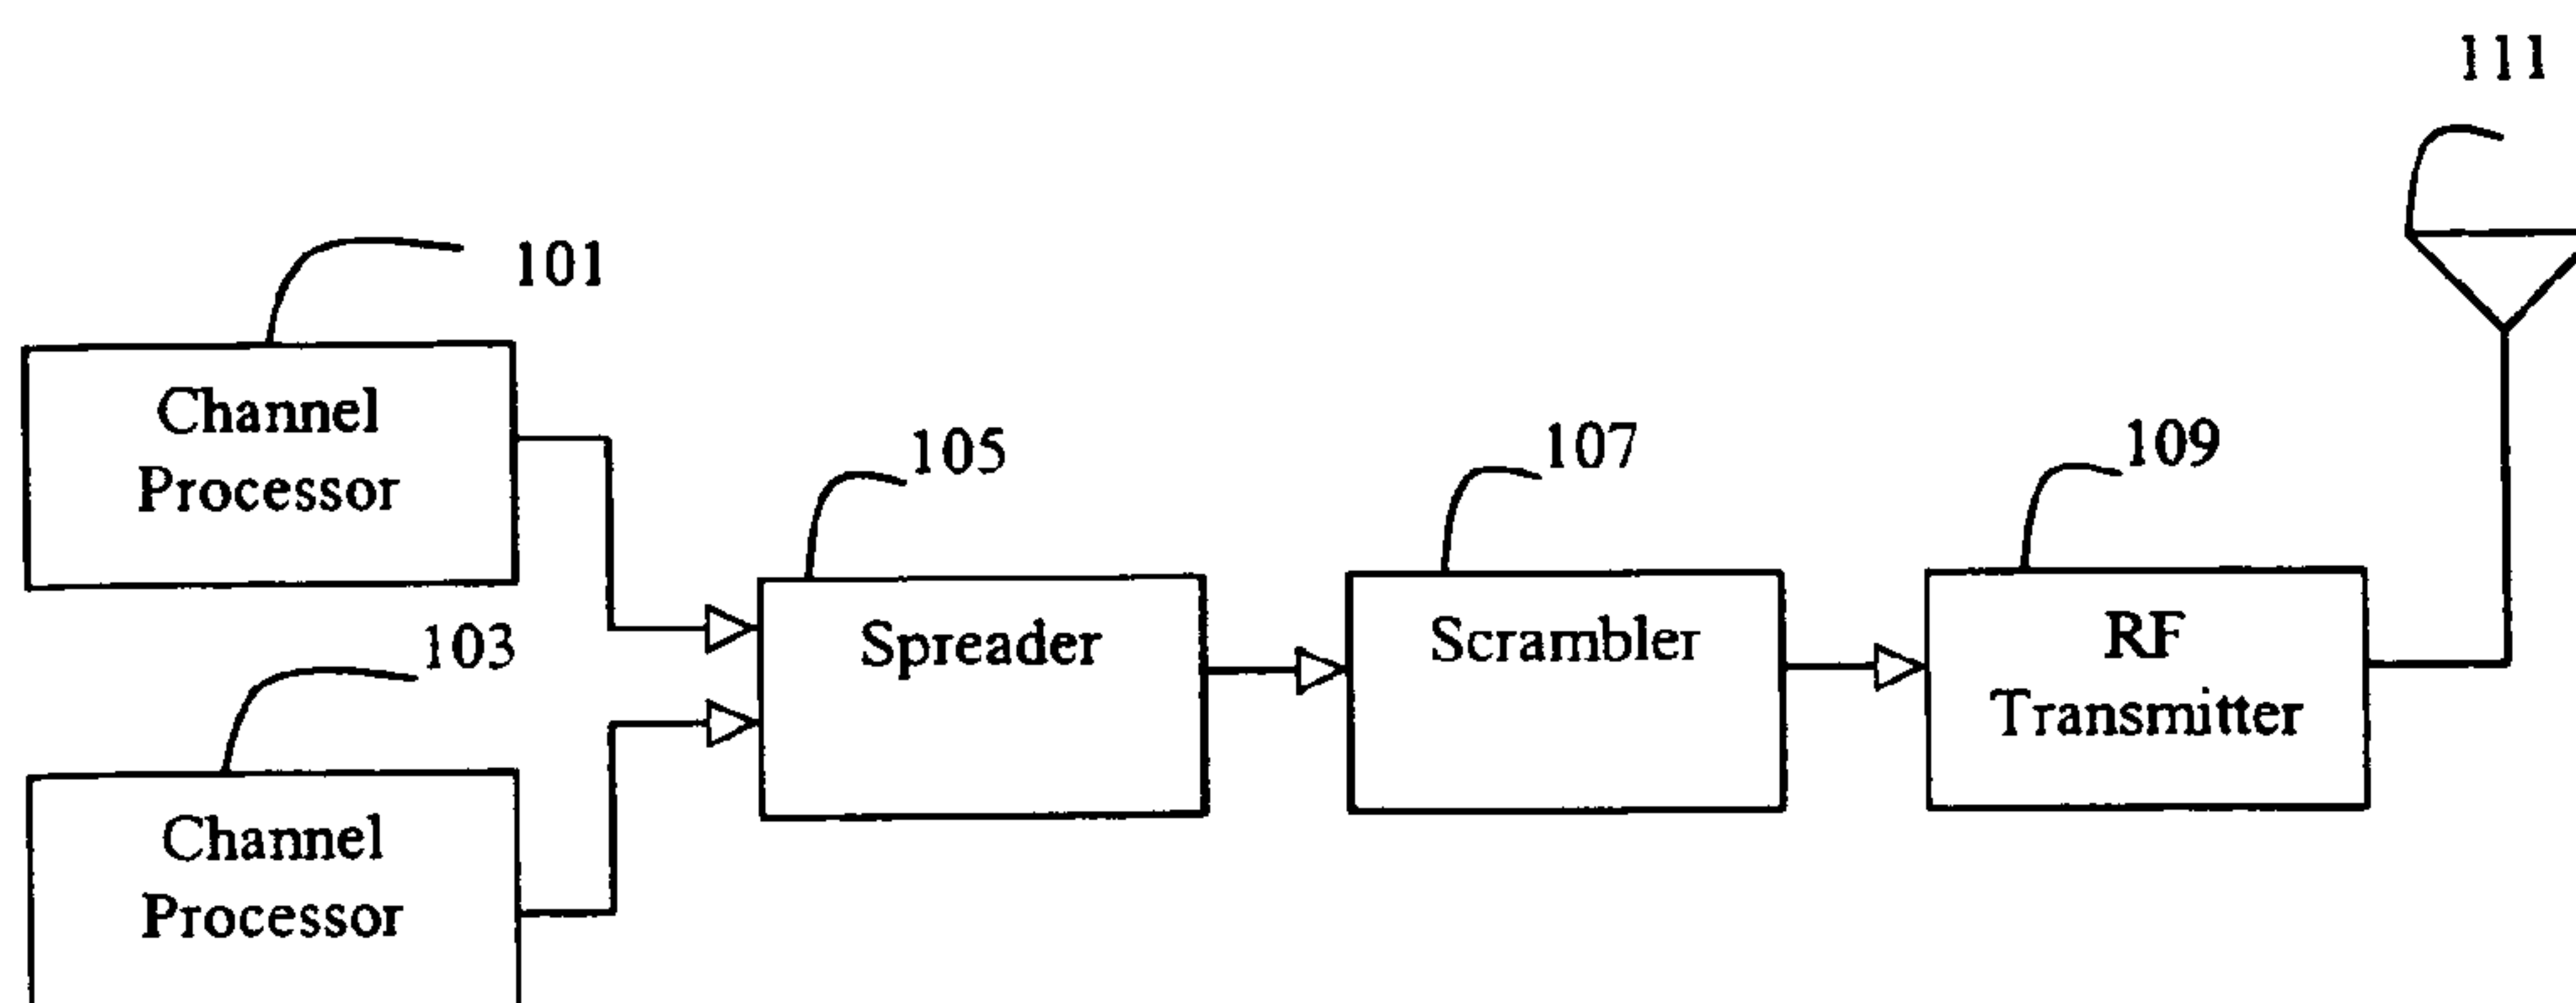 111
101
Channel
Processor
105
107
109
Spreader
Scrambler
RF
Transmitter
103
Channel
Processor